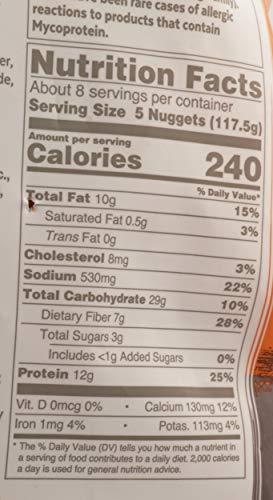 been rare cases of allergic
reactions to products that contain
Mycoprotein.
Nutrition Facts
About 8 servings per container
Serving Size 5 Nuggets (117.5g)
Amount per serving
Calories 240
% Daily Value*
Total Fat 10g 15%
Saturated Fat 0.5g 3%
Trans Fat 0g
Cholesterol 8mg 3%
Sodium 530mg 22%
Total Carbohydrate 29g 10%
Dietary Fiber 7g 28%
Total Sugars 3g
Includes <1g Added Sugars 0%
Protein 12g 25%
Vit. D 0mcg 0% • Calcium 130mg 12%
Iron 1mg 4% • Potas. 113mg 4%
* The % Daily Value (DV) tells you how much a nutrient in
a serving of food contributes to a daily diet. 2,000 calories
a day is used for general nutrition advice.